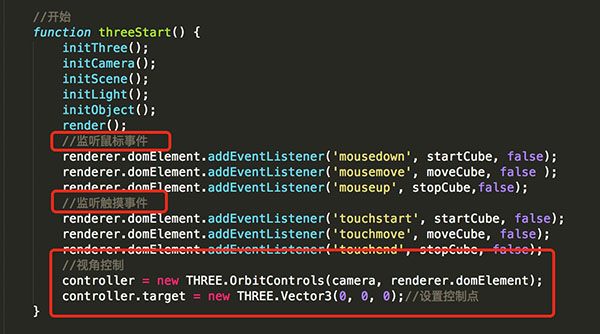 //开始
function threeStart() {
initThree();
initCamera();
initScene();
initLight();
initObject();
render();
//监听鼠标事件
renderer.domElement.addEventListener('mousedown', startCube, false);
renderer.domElement.addEventListener('mousemove', moveCube, false );
renderer.domElement.addEventListener('mouseup', stopCube,false);
//监听触摸事件
renderer.domElement.addEventListener('touchstart', startCube, false);
renderer.domElement.addEventListener('touchmove', moveCube, false);
renderer.domElement.addEventListener('touchend', stopCube, false);
//视角控制
controller = new THREE.OrbitControls(camera, renderer.domElement);
controller.target = new THREE.Vector3(0, 0, 0);//设置控制点
}